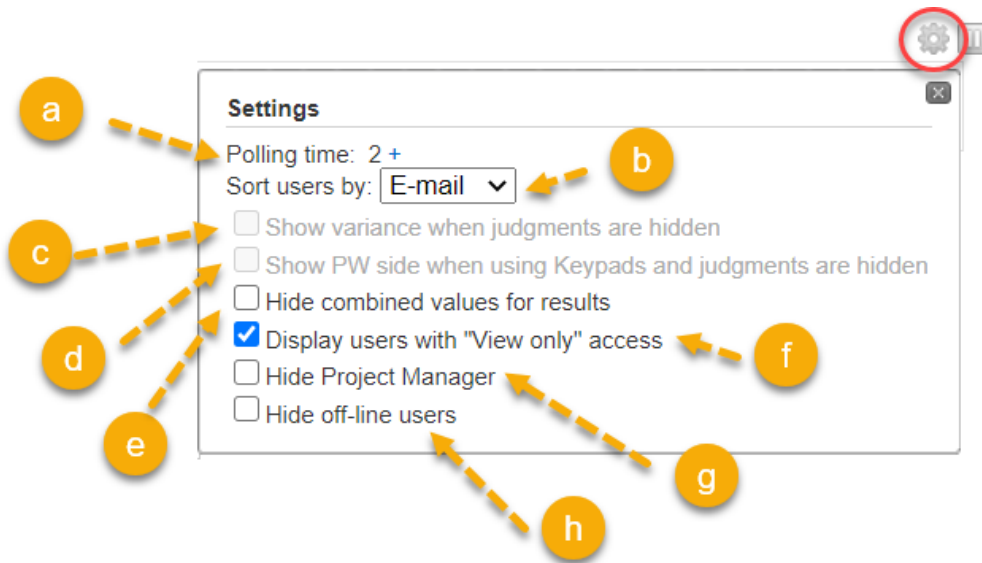 Settings
a
Polling time: 2 +
b
Sort users by: E-mail
c
Show variance when judgments are hidden
d
Show PW side when using Keypads and judgments are hidden
e
Hide combined values for results
f
Display users with "View only" access
g
Hide Project Manager
h
Hide off-line users